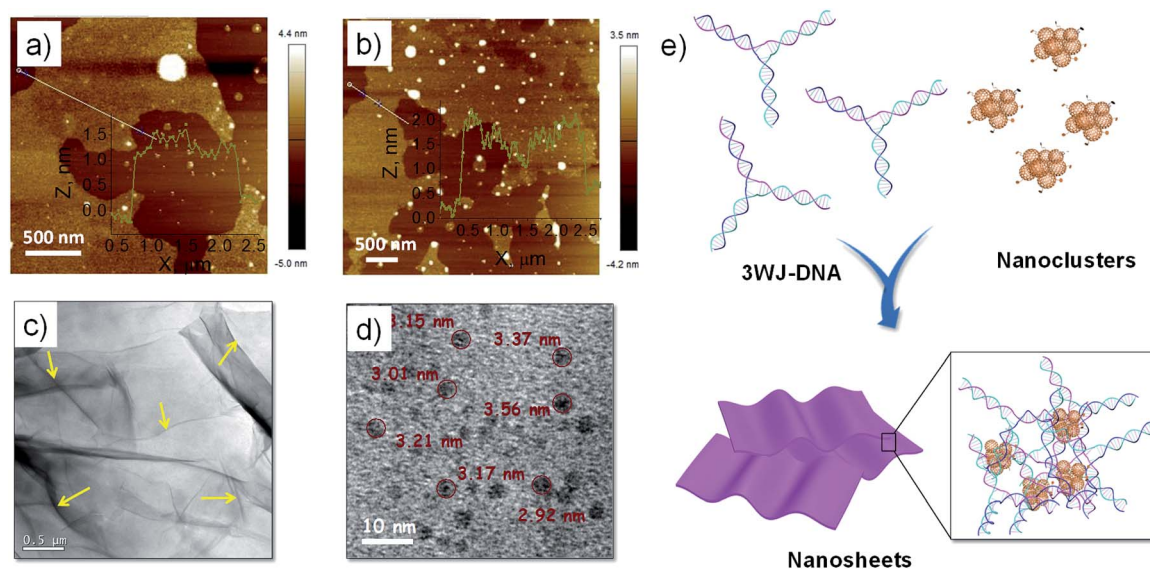 a)
4.4 nm
-5.0 nm
Z, nm
1.5
1.0
0.5
0.0
0.5 1.0 1.5 2.0 2.5
X, μm
500 nm
b)
3.5 nm
-4.2 nm
Z, nm
2.0
1.5
1.0
0.5
0.0
0.5 1.0 1.5 2.0 2.5
X, μm
500 nm
c)
0.5 μm
d)
3.15 nm
3.37 nm
3.01 nm
3.56 nm
3.21 nm
3.17 nm
2.92 nm
10 nm
e)
3WJ-DNA
Nanoclusters
Nanosheets